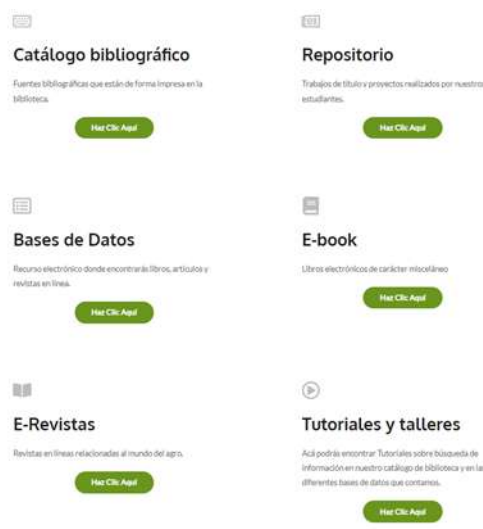 Catálogo bibliográfico
Fuentes bibliográficas que están de forma impresa en la
biblioteca.
Haz Clic Aquí
Repositorio
Trabajos de título y proyectos realizados por nuestros
estudiantes.
Haz Clic Aquí
Bases de Datos
Recurso electrónico donde encontrarás libros, artículos y
revistas en línea.
Haz Clic Aquí
E-book
Libros electrónicos de carácter misceláneo
Haz Clic Aquí
E-Revistas
Revistas en líneas relacionadas al mundo del agro.
Haz Clic Aquí
Tutoriales y talleres
Acá podrás encontrar Tutoriales sobre búsqueda de
información en nuestro catálogo de biblioteca y en las
diferentes bases de datos que contamos.
Haz Clic Aquí